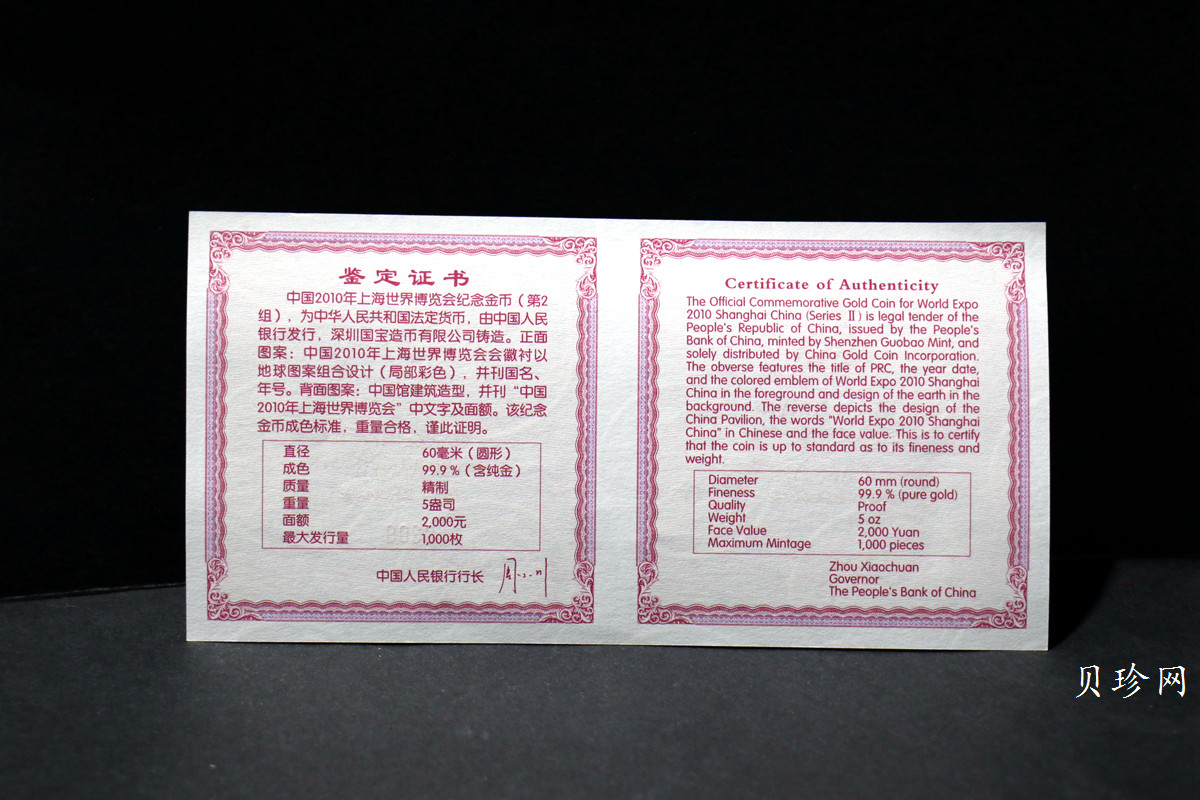 鉴定证书
中国2010年上海世界博览会纪念金币（第2
组），为中华人民共和国法定货币，由中国人民
银行发行，深圳国宝造币有限公司铸造。正面
图案：中国2010年上海世界博览会会徽衬以
地球图案组合设计（局部彩色），并刊国名、
年号。背面图案：中国馆建筑造型，并刊“中国
2010年上海世界博览会”中文字及面额。该纪念
金币成色标准，重量合格，谨此证明。
直径 60毫米（圆形）
成色 99.9%（含纯金）
质量 精制
重量 5盎司
面额 2,000元
最大发行量 1,000枚
中国人民银行行长 周小川
Certificate of Authenticity
The Official Commemorative Gold Coin for World Expo
2010 Shanghai China (Series Ⅱ) is legal tender of the
People's Republic of China, issued by the People's
Bank of China, minted by Shenzhen Guobao Mint, and
solely distributed by China Gold Coin Incorporation.
The obverse features the title of PRC, the year date,
and the colored emblem of World Expo 2010 Shanghai
China in the foreground and design of the earth in the
background. The reverse depicts the design of the
China Pavilion, the words "World Expo 2010 Shanghai
China" in Chinese and the face value. This is to certify
that the coin is up to standard as to its fineness and
weight.
Diameter 60 mm (round)
Fineness 99.9 % (pure gold)
Quality Proof
Weight 5 oz
Face Value 2,000 Yuan
Maximum Mintage 1,000 pieces
Zhou Xiaochuan
Governor
The People's Bank of China
贝珍网